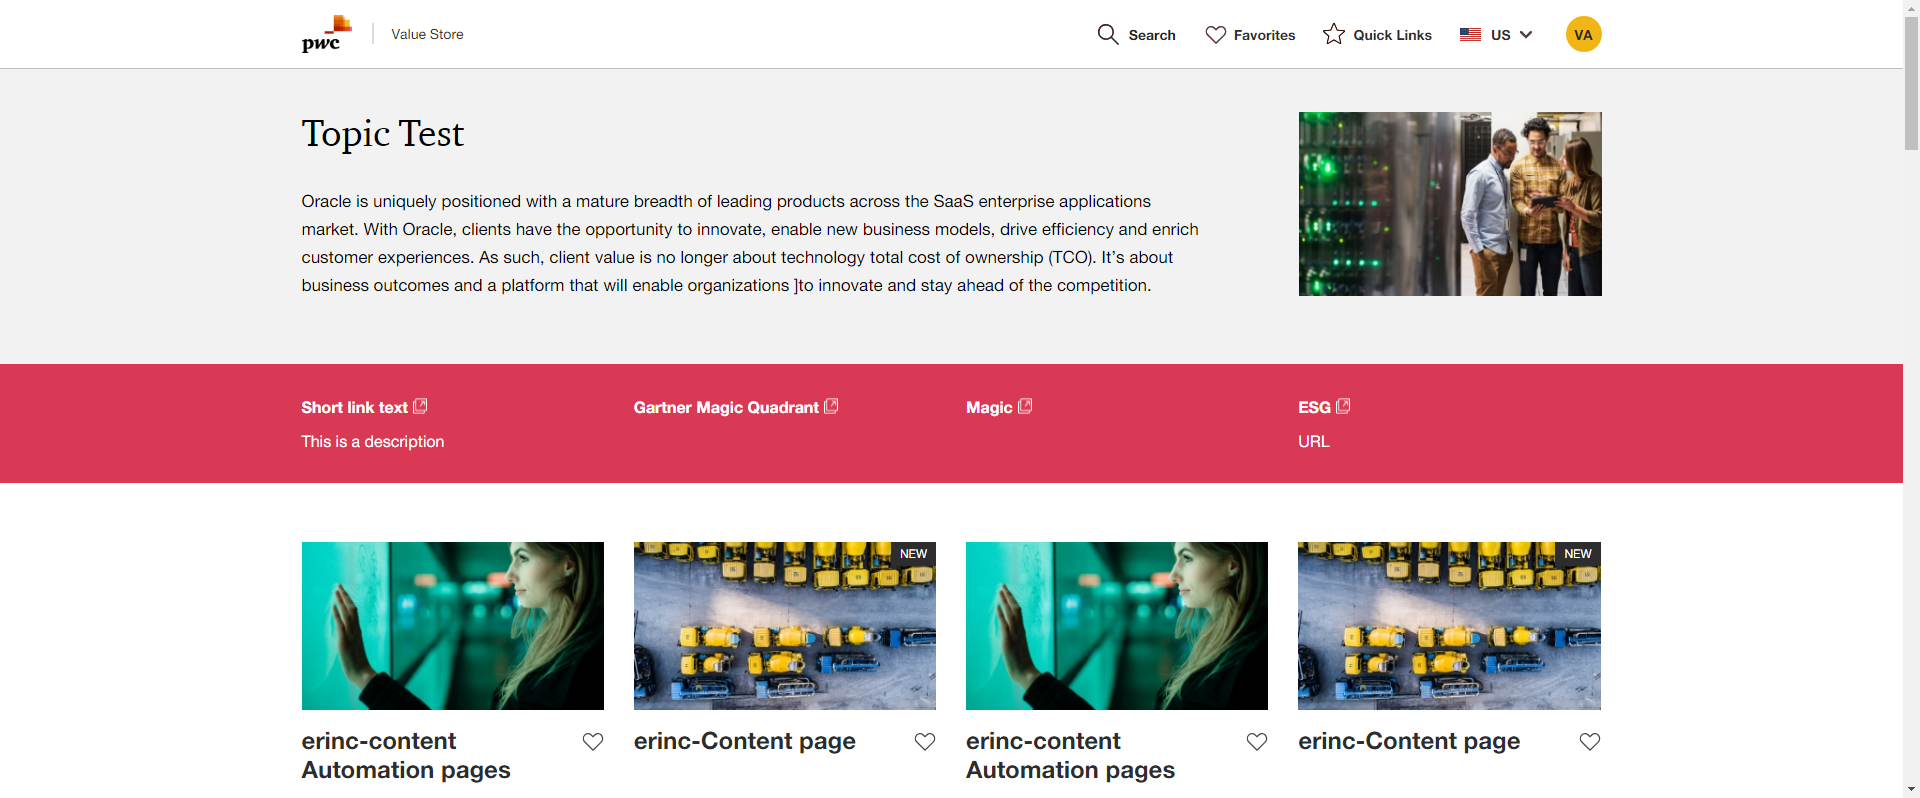 pwc
Value Store
Search
Favorites
Quick Links
US
VA
Topic Test
Oracle is uniquely positioned with a mature breadth of leading products across the SaaS enterprise applications
market. With Oracle, clients have the opportunity to innovate, enable new business models, drive efficiency and enrich
customer experiences. As such, client value is no longer about technology total cost of ownership (TCO). It’s about
business outcomes and a platform that will enable organizations ]to innovate and stay ahead of the competition.
Short link text
This is a description
Gartner Magic Quadrant
Magic
ESG
URL
NEW
NEW
erinc-content
Automation pages
erinc-Content page
erinc-content
Automation pages
erinc-Content page